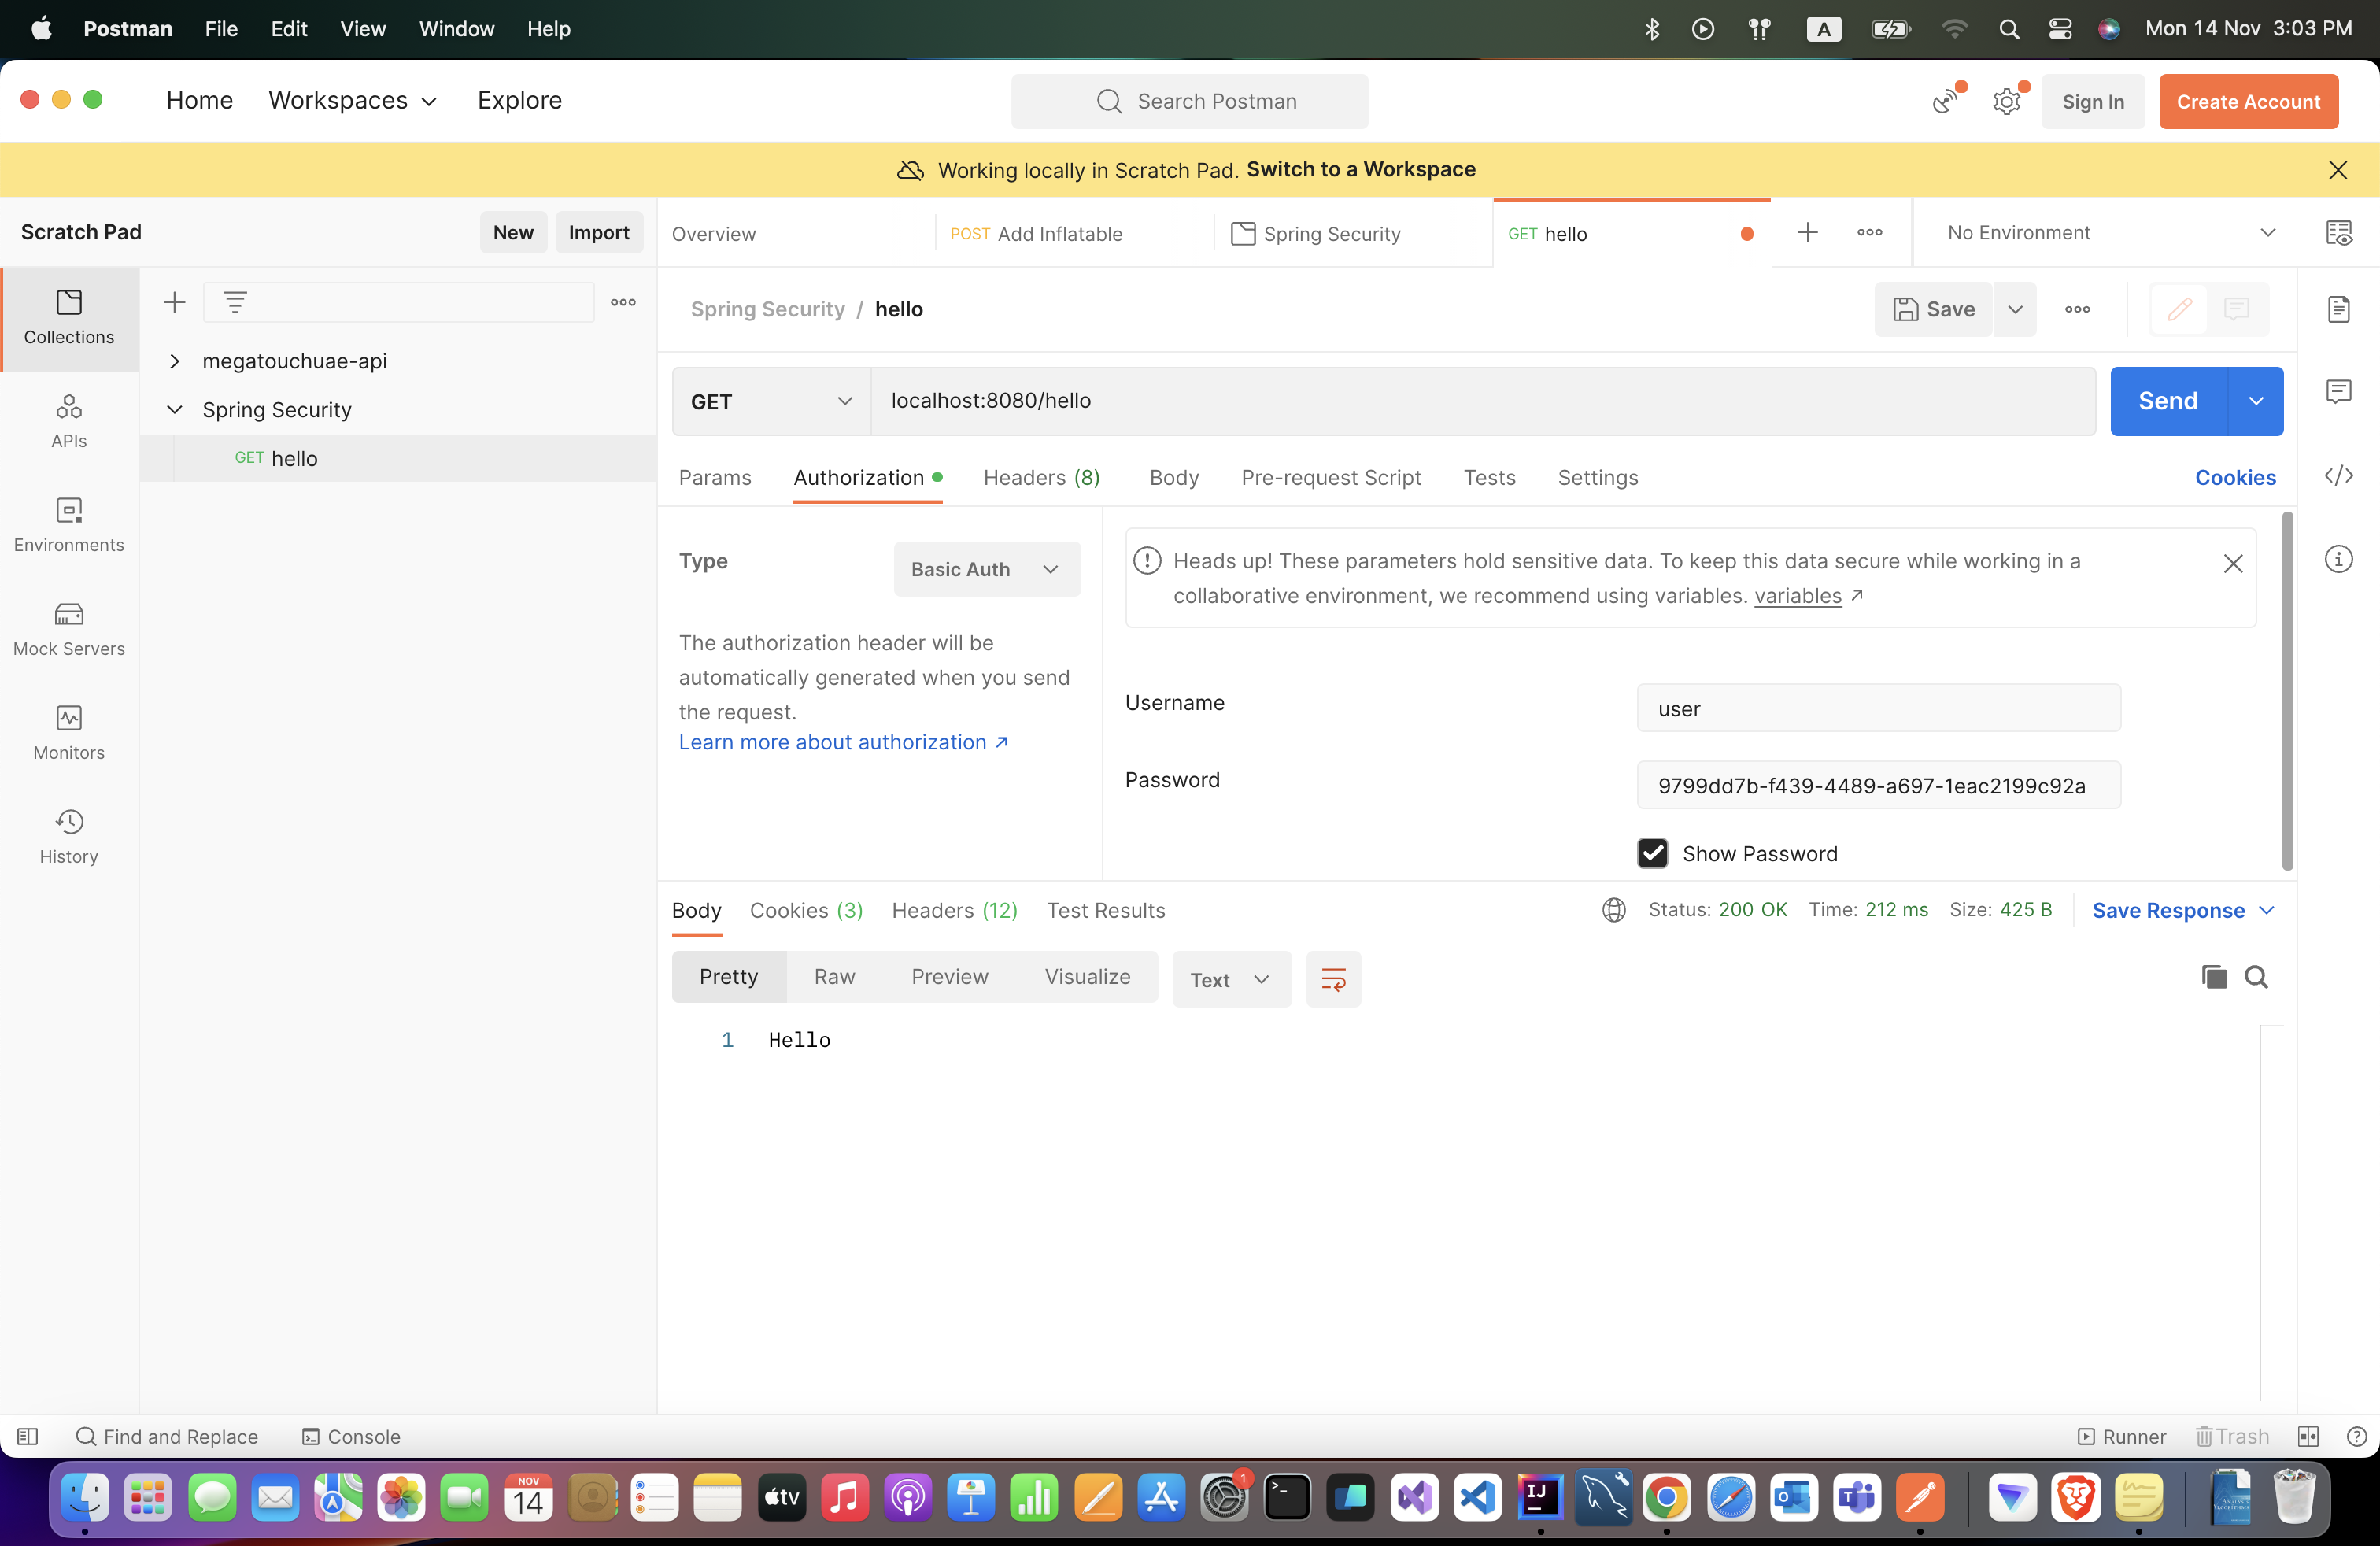 Postman File Edit View Window Help A Mon 14 Nov 3:03 PM
Home Workspaces Explore Search Postman Sign In Create Account
Working locally in Scratch Pad. Switch to a Workspace
Scratch Pad New Import Overview POST Add Inflatable Spring Security GET hello No Environment
Spring Security / hello Save
Collections
megatouchuae-api
Spring Security
GET hello
APIs
Environments
Mock Servers
Monitors
History
GET localhost:8080/hello Send
Params Authorization Headers (8) Body Pre-request Script Tests Settings Cookies
Type Basic Auth
The authorization header will be
automatically generated when you send
the request.
Learn more about authorization ↗
Heads up! These parameters hold sensitive data. To keep this data secure while working in a
collaborative environment, we recommend using variables. variables ↗
Username user
Password 9799dd7b-f439-4489-a697-1eac2199c92a
Show Password
Body Cookies (3) Headers (12) Test Results Status: 200 OK Time: 212 ms Size: 425 B Save Response
Pretty Raw Preview Visualize Text
1 Hello
Find and Replace Console Runner Trash
NOV
14
tv
1
IJ